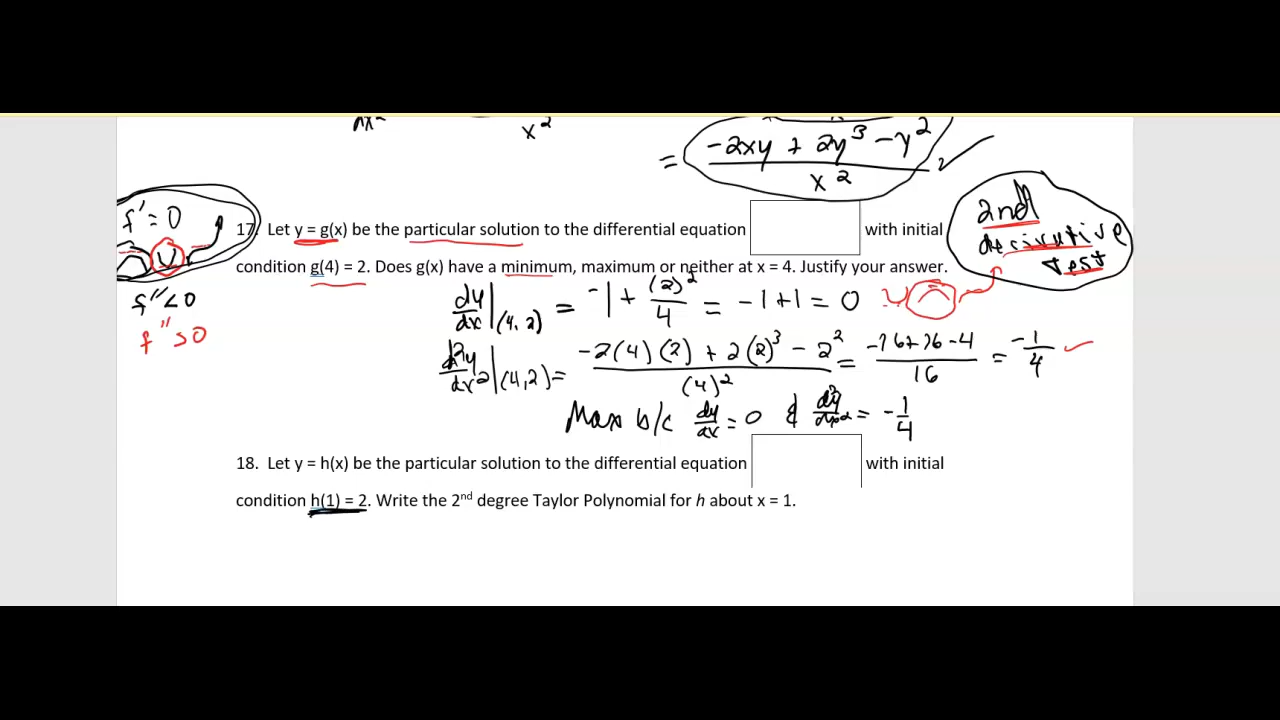 x²
= -2xy + 2y³ - y² / x²
f' = 0
f'' < 0
f'' > 0
2nd
derivative
test
17. Let y = g(x) be the particular solution to the differential equation with initial
condition g(4) = 2. Does g(x) have a minimum, maximum or neither at x = 4. Justify your answer.
dy/dx |(4,2) = -1 + (2)²/4 = -1 + 1 = 0
d²y/dx² |(4,2) = -2(4)(2) + 2(2)³ - 2² / (4)² = -16+16-4 / 16 = -1/4
Max b/c dy/dx = 0 & d²y/dx² = -1/4
18. Let y = h(x) be the particular solution to the differential equation with initial
condition h(1) = 2. Write the 2nd degree Taylor Polynomial for h about x = 1.